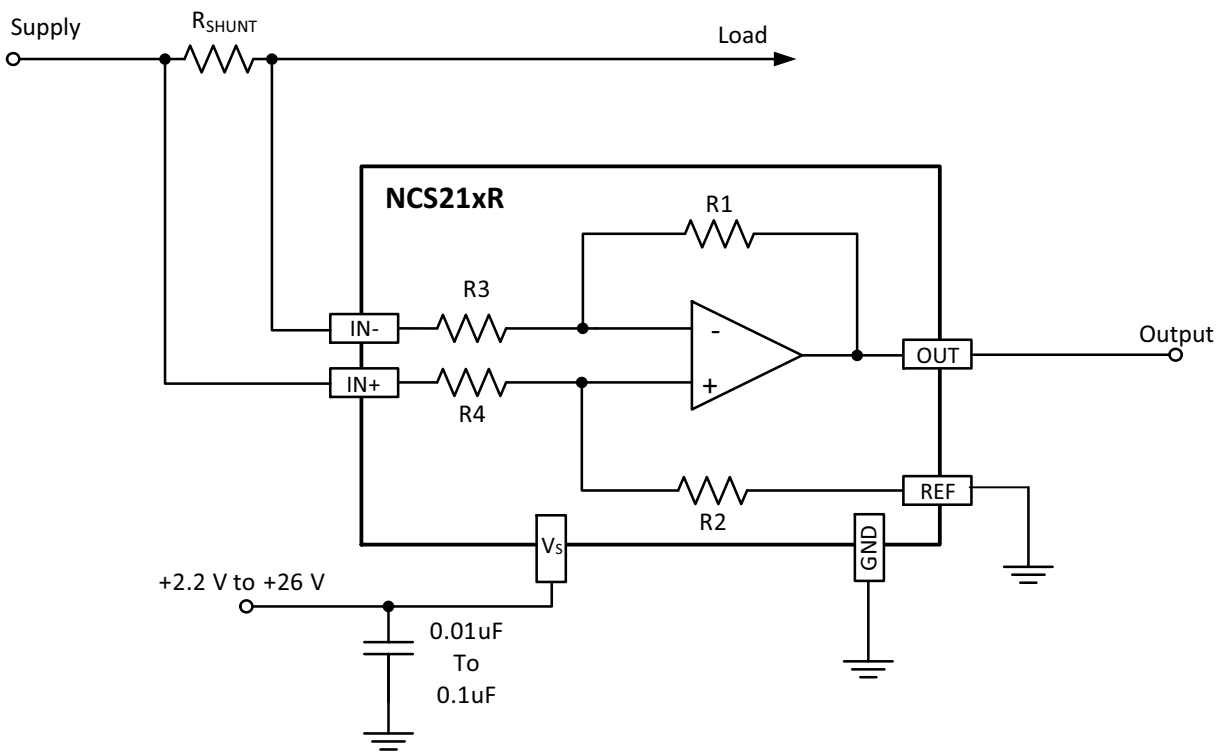 Supply
RSHUNT
Load
NCS21xR
R1
R3
IN-
-
Output
OUT
IN+
+
R4
REF
R2
VS
GND
+2.2 V to +26 V
0.01uF
To
0.1uF